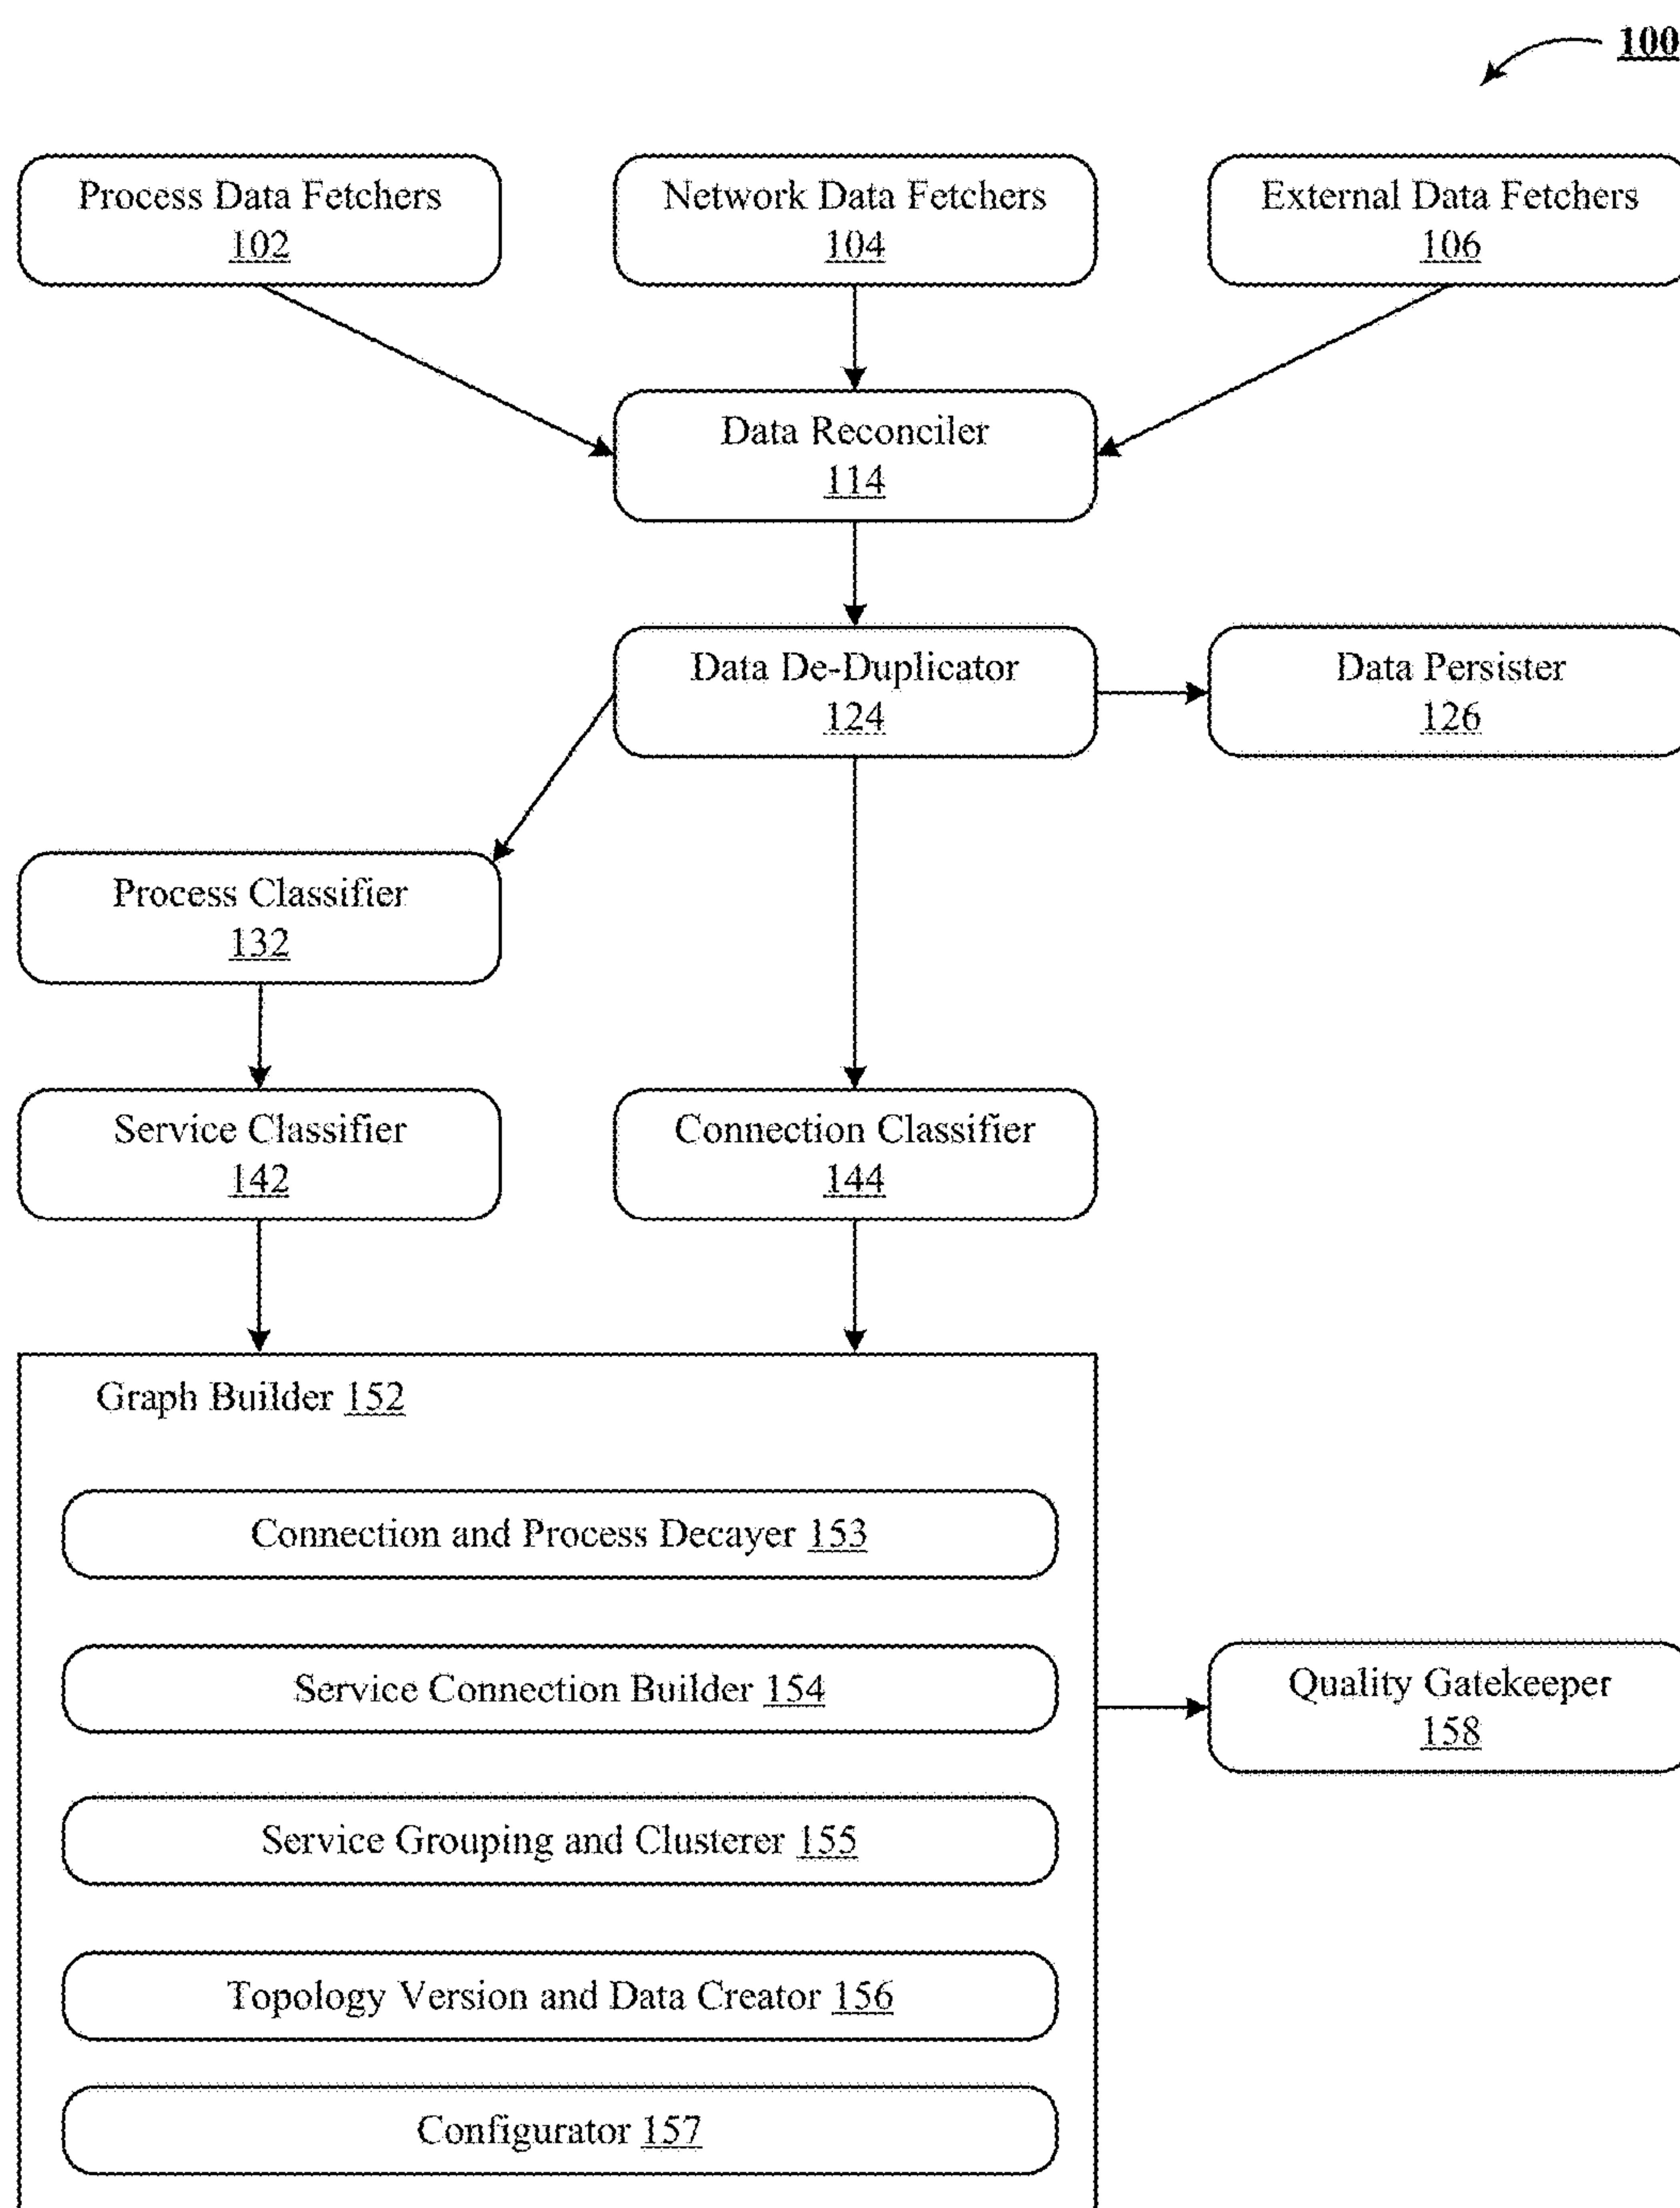 100
Process Data Fetchers
102
Network Data Fetchers
104
External Data Fetchers
106
Data Reconciler
114
Data De-Duplicator
124
Data Persister
126
Process Classifier
132
Service Classifier
142
Connection Classifier
144
Graph Builder 152
Connection and Process Decayer 153
Service Connection Builder 154
Quality Gatekeeper
158
Service Grouping and Clusterer 155
Topology Version and Data Creator 156
Configurator 157